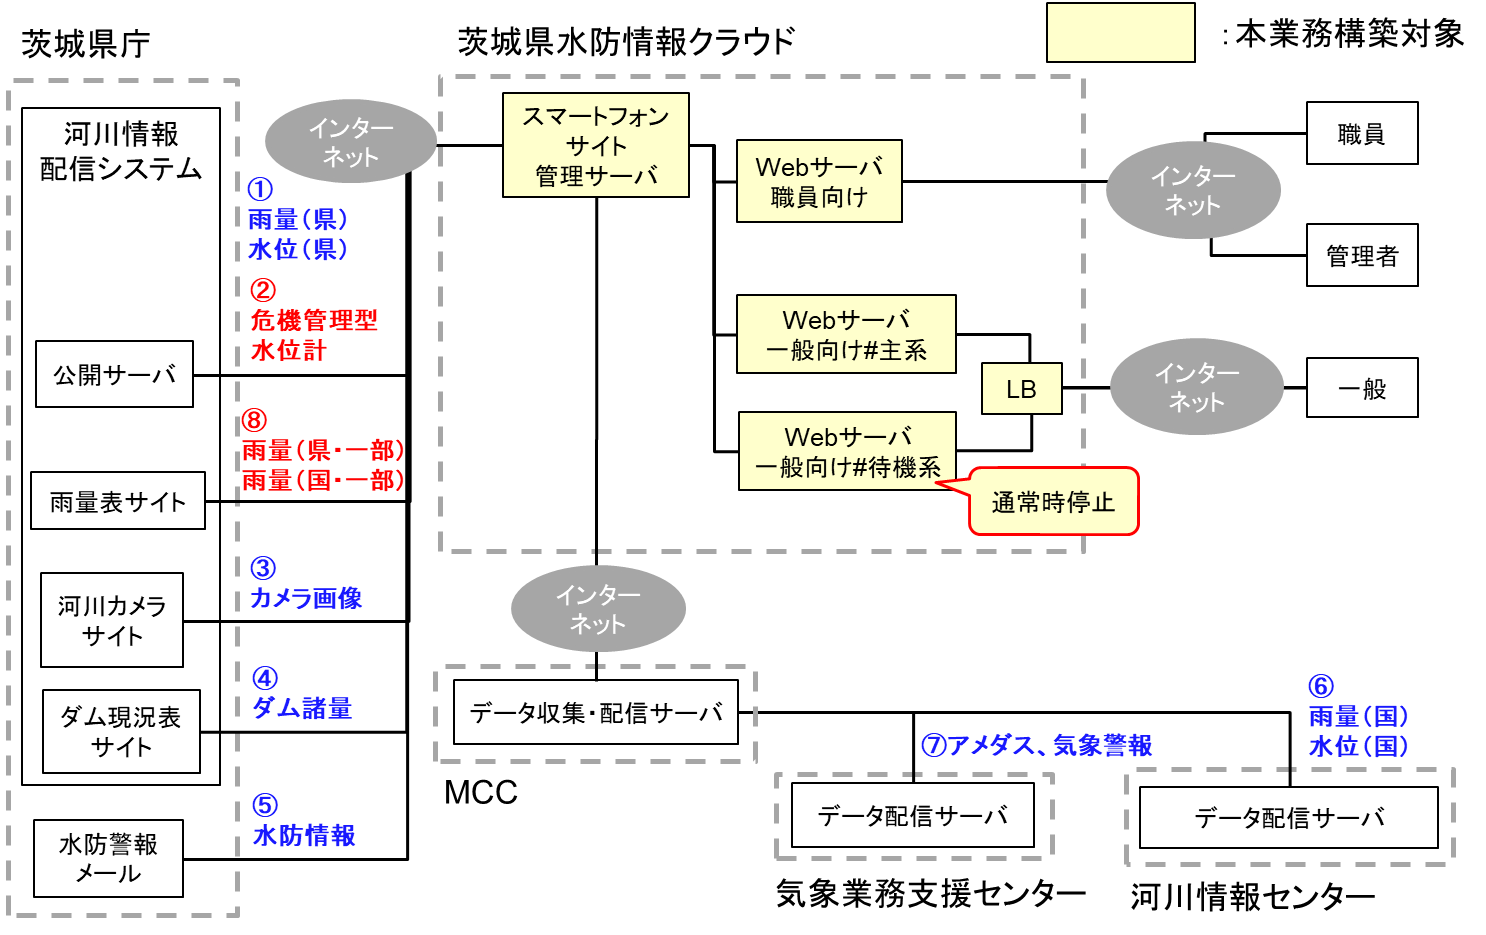 茨城県庁
河川情報
配信システム
公開サーバ
雨量表サイト
河川カメラ
サイト
ダム現況表
サイト
水防警報
メール
インター
ネット
①
雨量（県）
水位（県）
②
危機管理型
水位計
⑧
雨量（県・一部）
雨量（国・一部）
③
カメラ画像
④
ダム諸量
⑤
水防情報
茨城県水防情報クラウド
スマートフォン
サイト
管理サーバ
Webサーバ
職員向け
Webサーバ
一般向け#主系
Webサーバ
一般向け#待機系
LB
通常時停止
：本業務構築対象
インター
ネット
職員
管理者
インター
ネット
一般
インター
ネット
データ収集・配信サーバ
MCC
⑦アメダス、気象警報
データ配信サーバ
気象業務支援センター
⑥
雨量（国）
水位（国）
データ配信サーバ
河川情報センター